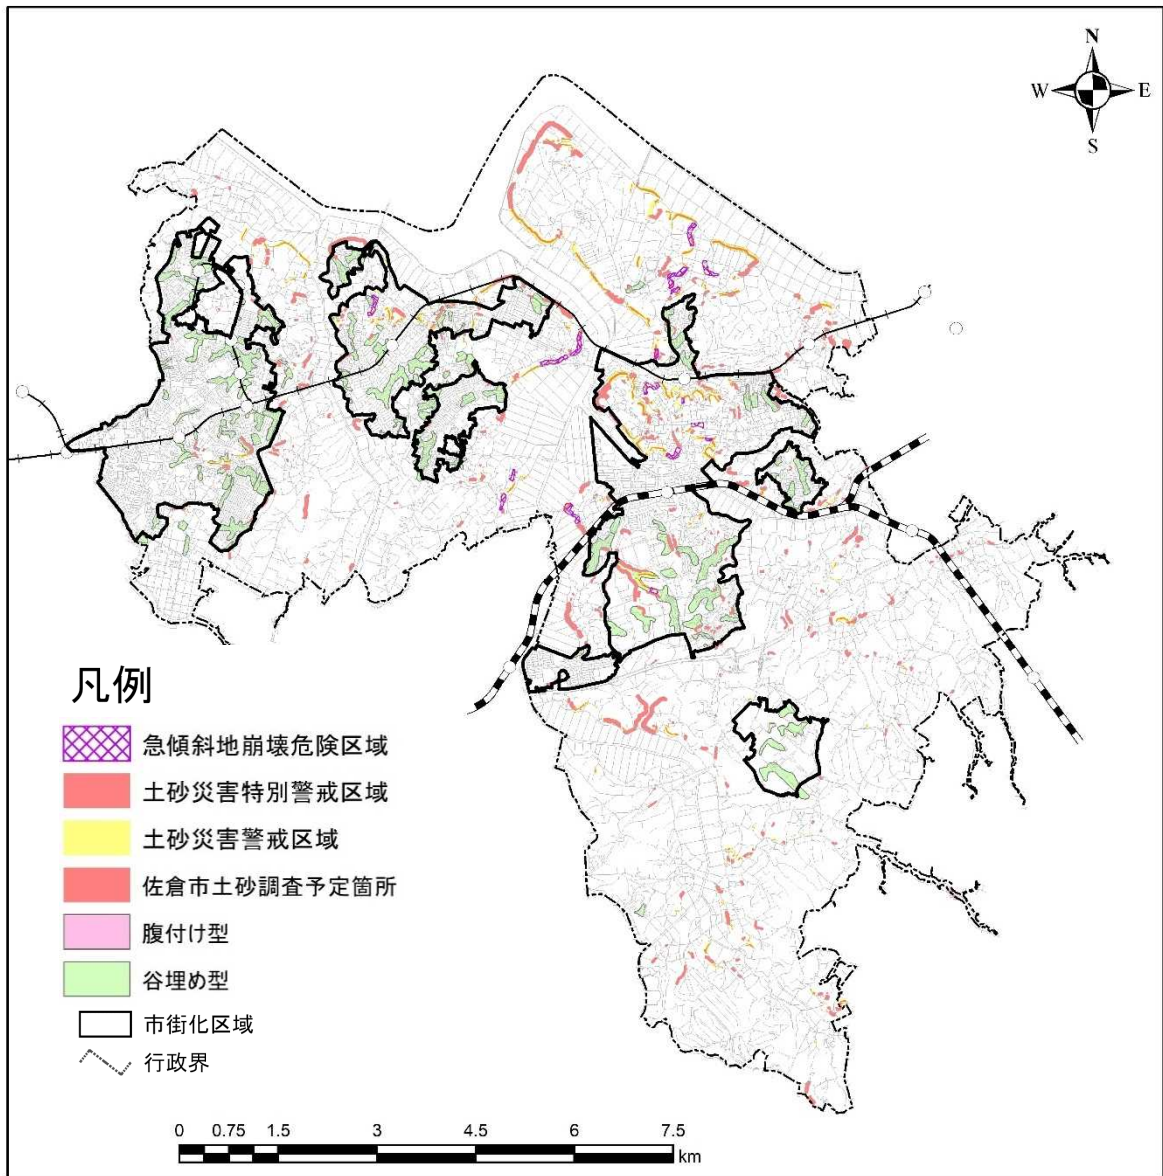 N
W E
S
凡例
急傾斜地崩壊危険区域
土砂災害特別警戒区域
土砂災害警戒区域
佐倉市土砂調査予定箇所
腹付け型
谷埋め型
市街化区域
行政界
0 0.75 1.5 3 4.5 6 7.5
km